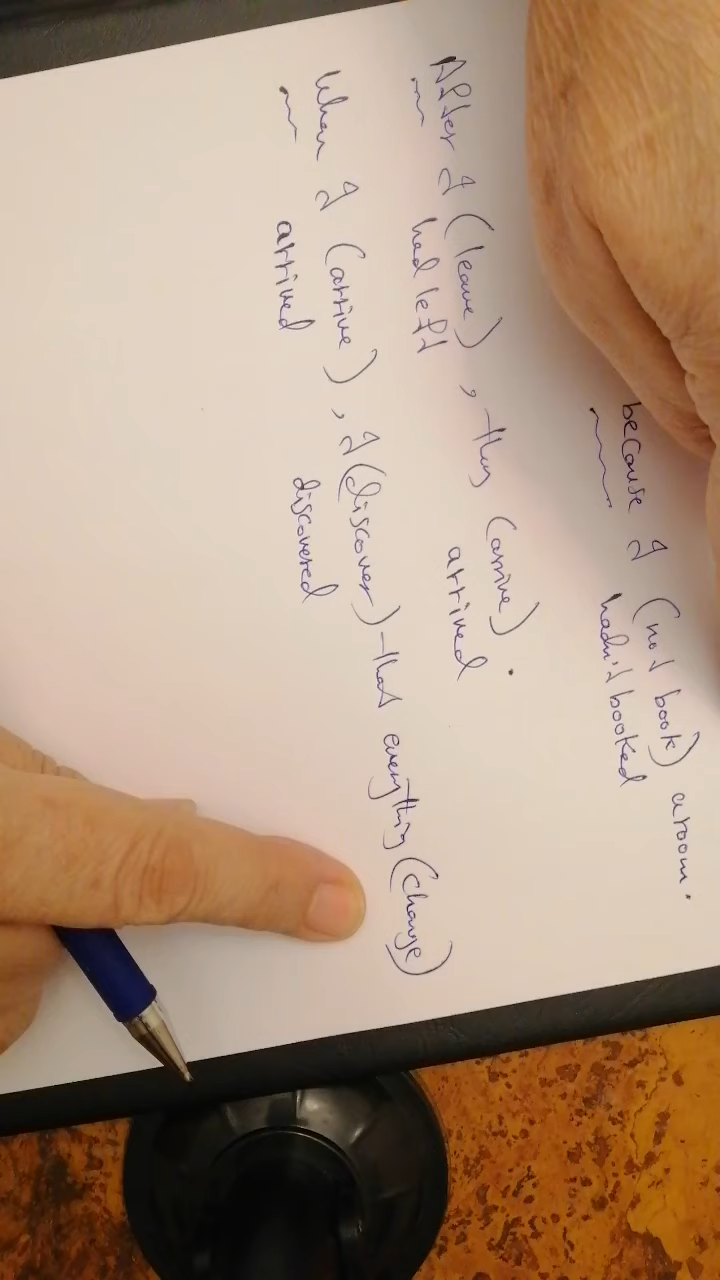 because I (not book) a room.
hadn't booked
After I (leave), they (arrive).
had left arrived
When I (arrive), I (discover) that everything (change)
arrived discovered